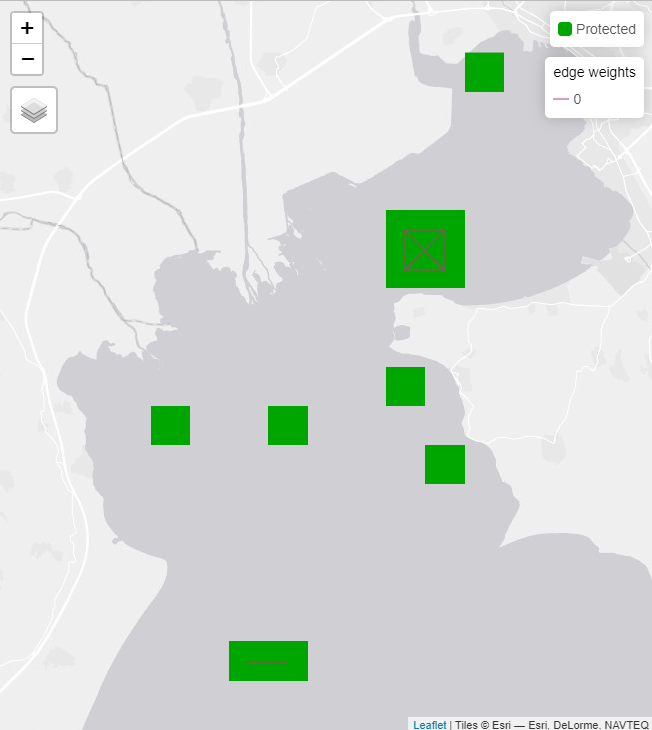 +
−
Protected
edge weights
0
Leaflet | Tiles © Esri — Esri, DeLorme, NAVTEQ